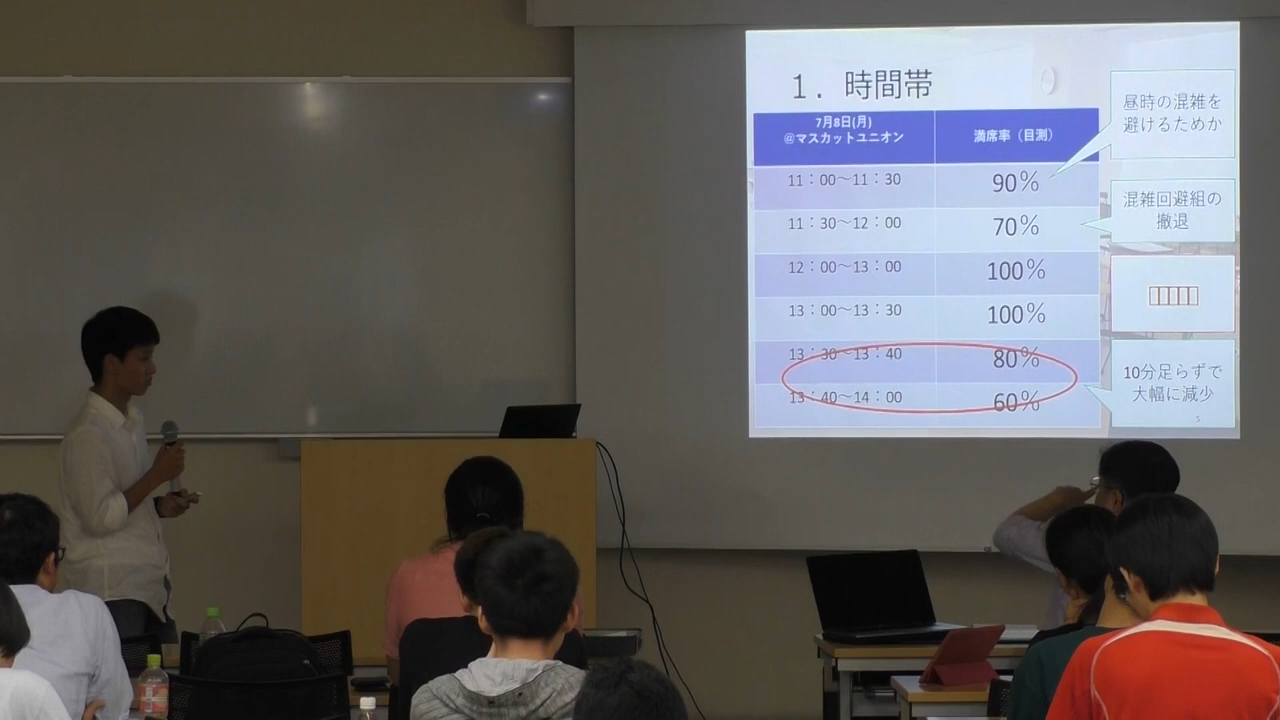 1. 時間帯
7月8日(月)
@マスカットユニオン
満席率（目測）
11：00～11：30
90％
11：30～12：00
70％
12：00～13：00
100％
13：00～13：30
100％
13：30～13：40
80％
13：40～14：00
60％
昼時の混雑を
避けるためか
混雑回避組の
撤退
10分足らずで
大幅に減少
5